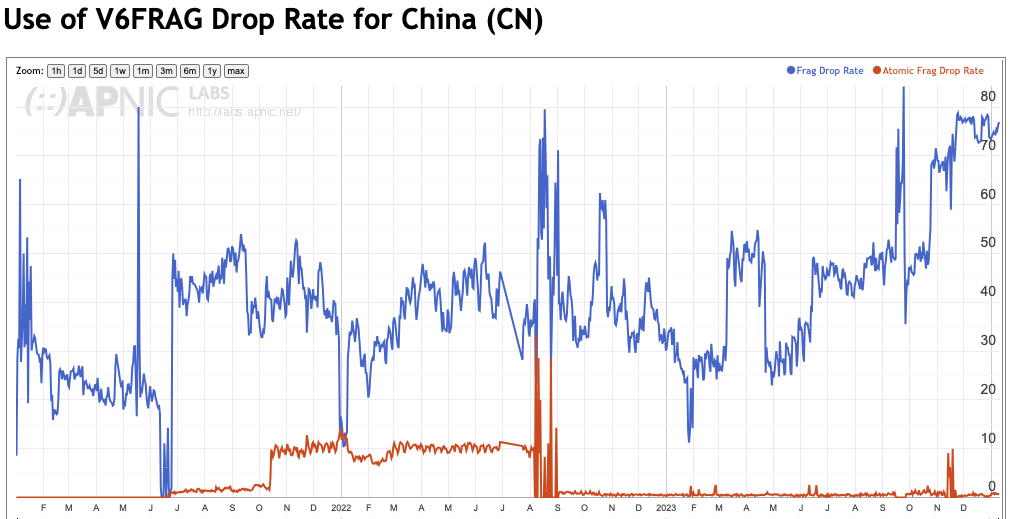 Use of V6FRAG Drop Rate for China (CN)
Zoom: 1h 1d 5d 1w 1m 3m 6m 1y max
Frag Drop Rate Atomic Frag Drop Rate
(::) APNIC LABS
http://labs.apnic.net/
80
70
60
50
40
30
20
10
0
F M A M J J A S O N D 2022 F M A M J J A S O N D 2023 F M A M J J A S O N D